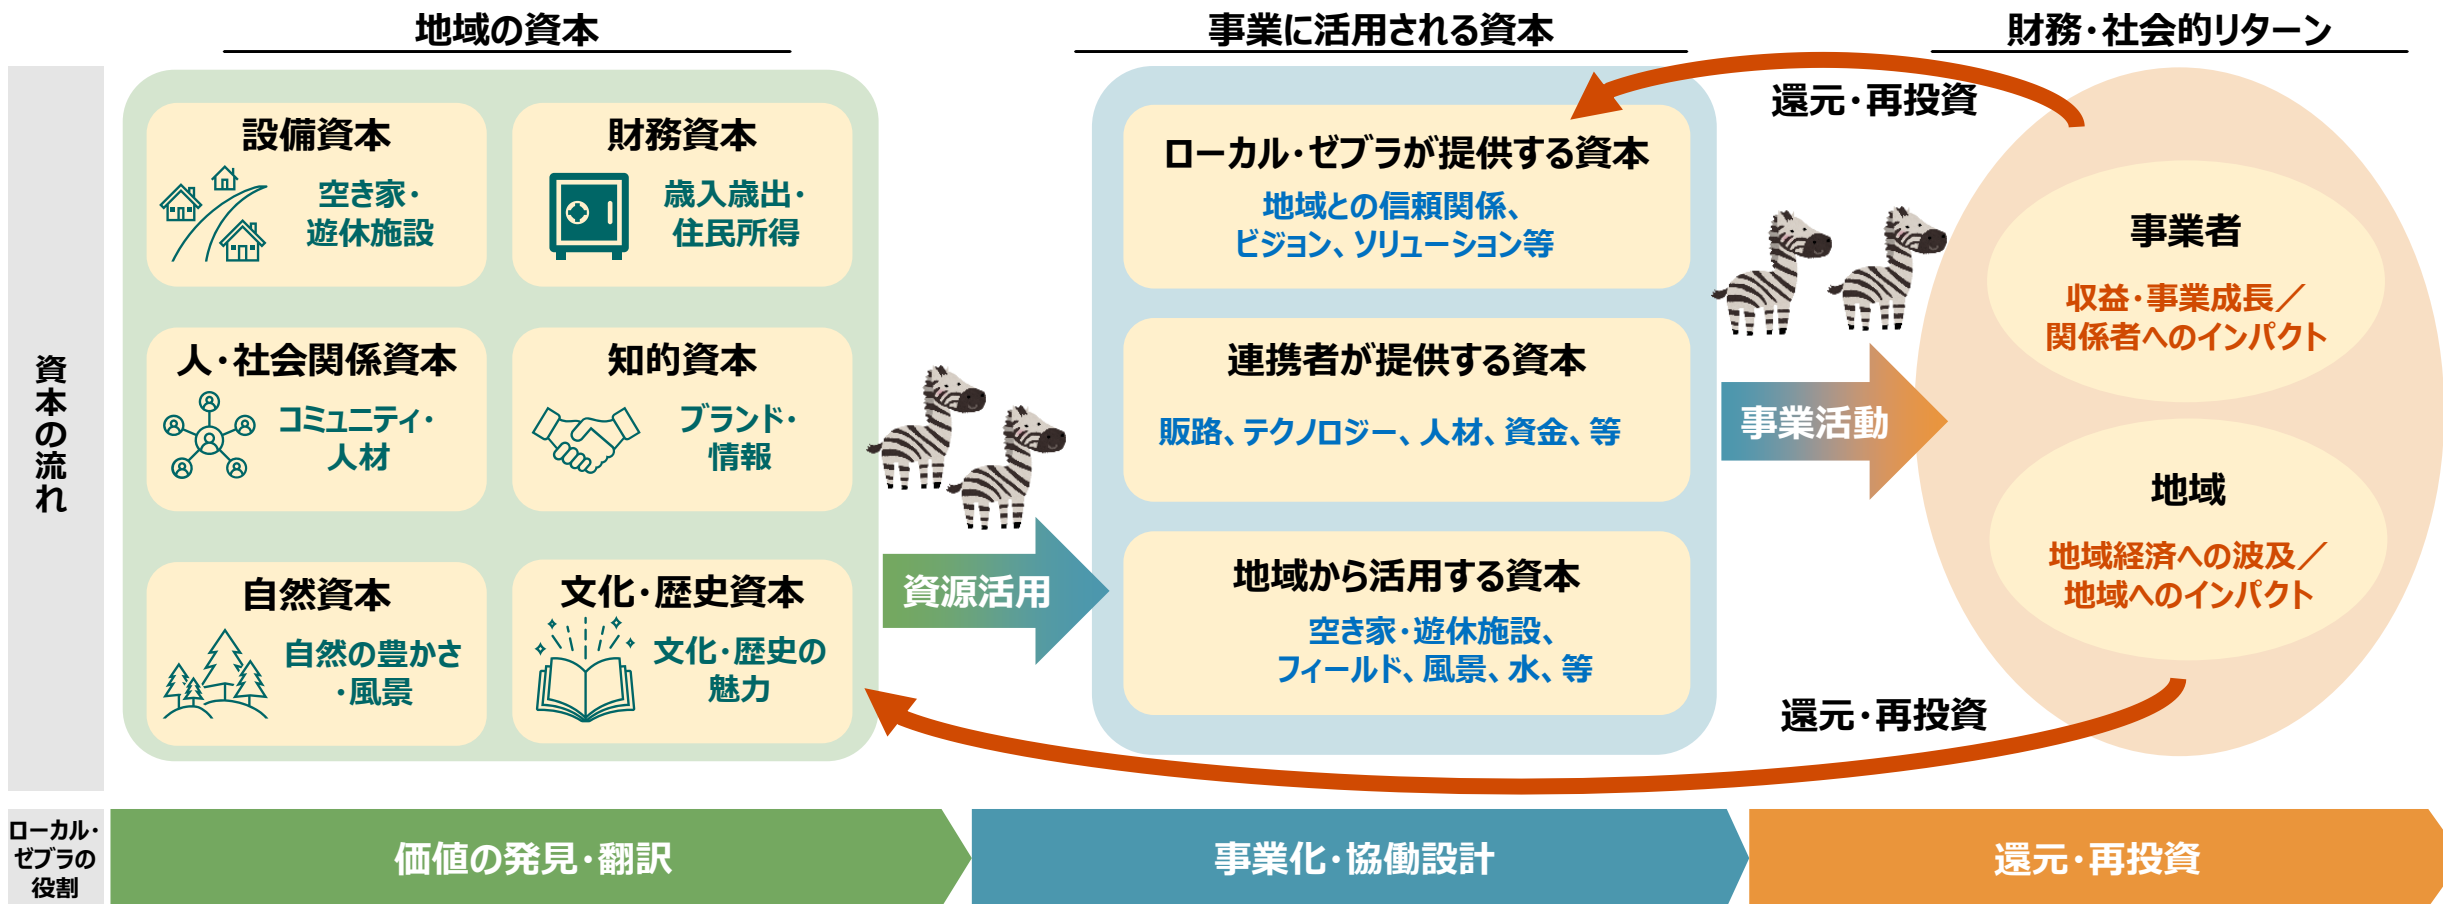 地域の資本
事業に活用される資本
財務・社会的リターン
資本の流れ
設備資本
空き家・
遊休施設
財務資本
歳入歳出・
住民所得
人・社会関係資本
コミュニティ・
人材
知的資本
ブランド・
情報
自然資本
自然の豊かさ
・風景
文化・歴史資本
文化・歴史の
魅力
資源活用
ローカル・ゼブラが提供する資本
地域との信頼関係、
ビジョン、ソリューション等
連携者が提供する資本
販路、テクノロジー、人材、資金、等
地域から活用する資本
空き家・遊休施設、
フィールド、風景、水、等
還元・再投資
事業活動
事業者
収益・事業成長／
関係者へのインパクト
地域
地域経済への波及／
地域へのインパクト
還元・再投資
ローカル・
ゼブラの
役割
価値の発見・翻訳
事業化・協働設計
還元・再投資